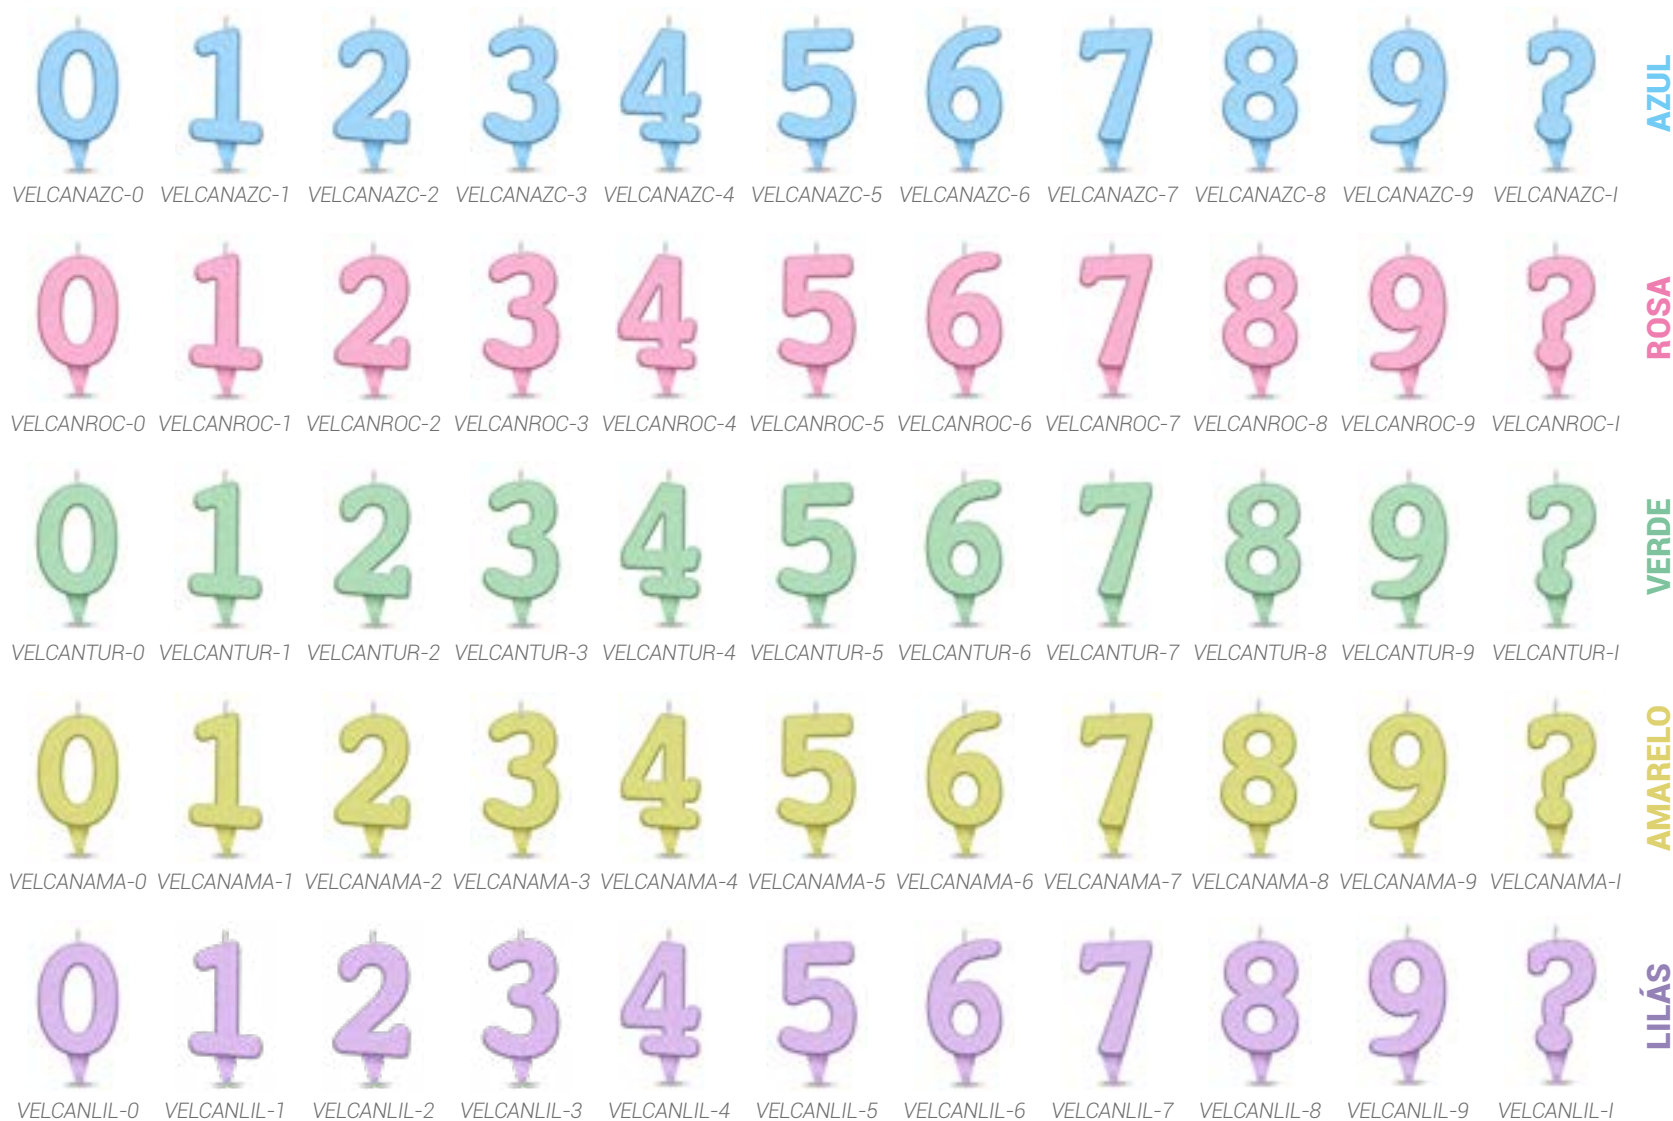 0 1 2 3 4 5 6 7 8 9 ?
AZUL
VELCANAZC-0 VELCANAZC-1 VELCANAZC-2 VELCANAZC-3 VELCANAZC-4 VELCANAZC-5 VELCANAZC-6 VELCANAZC-7 VELCANAZC-8 VELCANAZC-9 VELCANAZC-I
0 1 2 3 4 5 6 7 8 9 ?
ROSA
VELCANROC-0 VELCANROC-1 VELCANROC-2 VELCANROC-3 VELCANROC-4 VELCANROC-5 VELCANROC-6 VELCANROC-7 VELCANROC-8 VELCANROC-9 VELCANROC-I
0 1 2 3 4 5 6 7 8 9 ?
VERDE
VELCANTUR-0 VELCANTUR-1 VELCANTUR-2 VELCANTUR-3 VELCANTUR-4 VELCANTUR-5 VELCANTUR-6 VELCANTUR-7 VELCANTUR-8 VELCANTUR-9 VELCANTUR-I
0 1 2 3 4 5 6 7 8 9 ?
AMARELO
VELCANAMA-0 VELCANAMA-1 VELCANAMA-2 VELCANAMA-3 VELCANAMA-4 VELCANAMA-5 VELCANAMA-6 VELCANAMA-7 VELCANAMA-8 VELCANAMA-9 VELCANAMA-I
0 1 2 3 4 5 6 7 8 9 ?
LILÁS
VELCANLIL-0 VELCANLIL-1 VELCANLIL-2 VELCANLIL-3 VELCANLIL-4 VELCANLIL-5 VELCANLIL-6 VELCANLIL-7 VELCANLIL-8 VELCANLIL-9 VELCANLIL-I